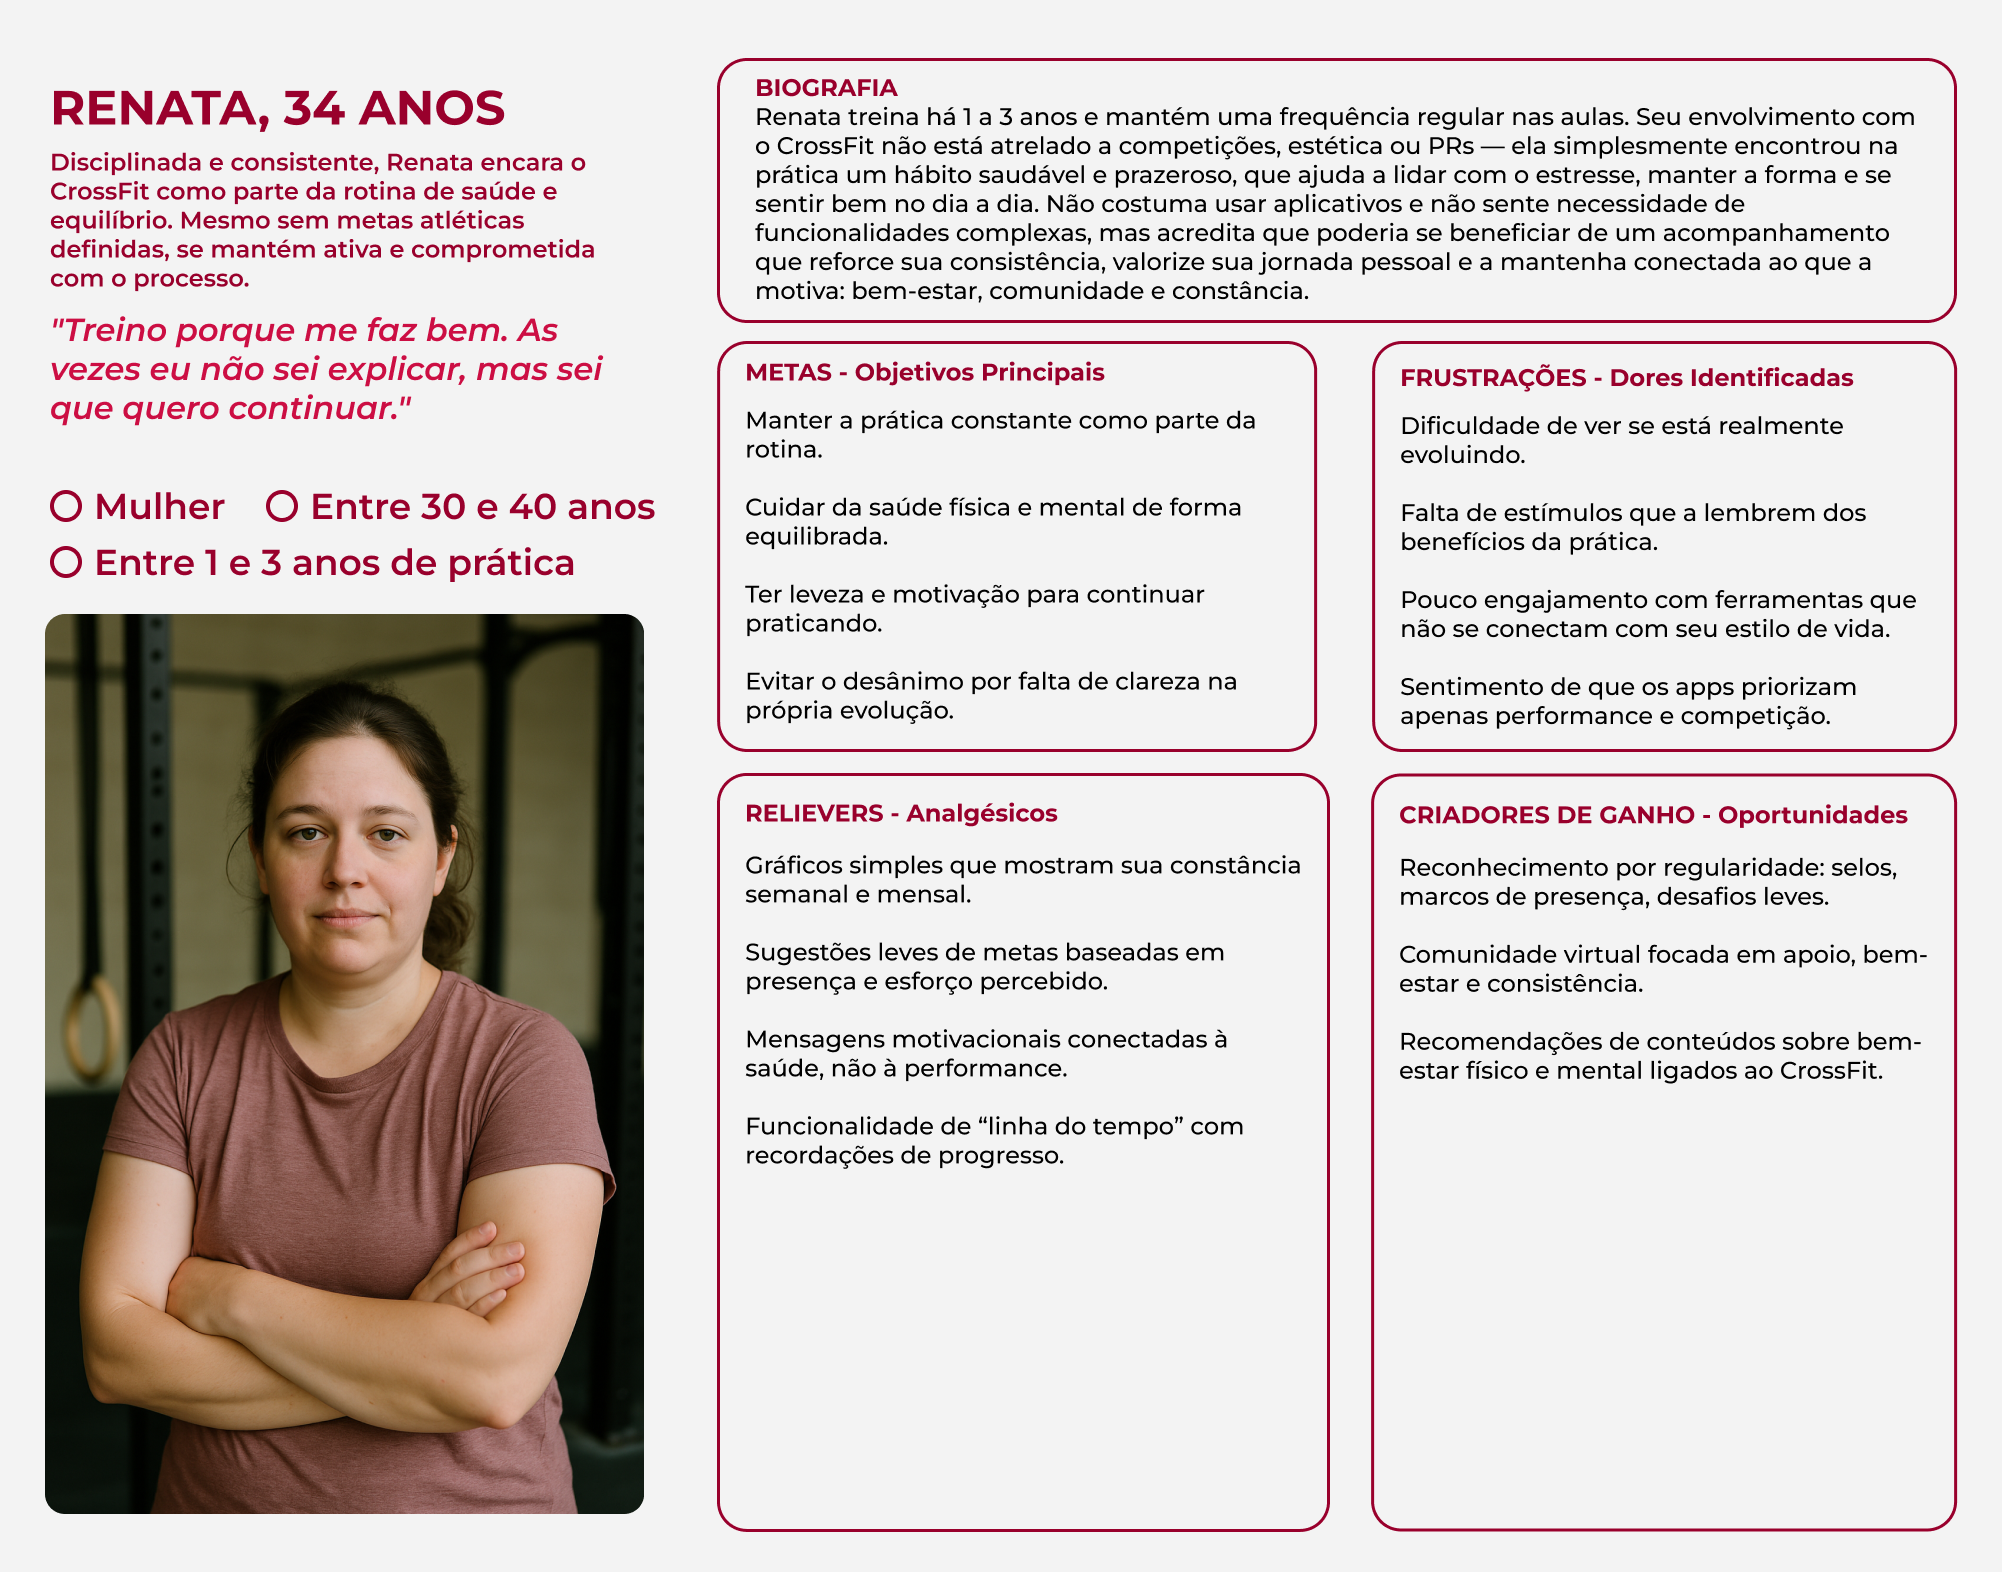 RENATA, 34 ANOS
Disciplinada e consistente, Renata encara o
CrossFit como parte da rotina de saúde e
equilíbrio. Mesmo sem metas atléticas
definidas, se mantém ativa e comprometida
com o processo.
"Treino porque me faz bem. As
vezes eu não sei explicar, mas sei
que quero continuar."
Mulher
Entre 30 e 40 anos
Entre 1 e 3 anos de prática
BIOGRAFIA
Renata treina há 1 a 3 anos e mantém uma frequência regular nas aulas. Seu envolvimento com
o CrossFit não está atrelado a competições, estética ou PRs — ela simplesmente encontrou na
prática um hábito saudável e prazeroso, que ajuda a lidar com o estresse, manter a forma e se
sentir bem no dia a dia. Não costuma usar aplicativos e não sente necessidade de
funcionalidades complexas, mas acredita que poderia se beneficiar de um acompanhamento
que reforce sua consistência, valorize sua jornada pessoal e a mantenha conectada ao que a
motiva: bem-estar, comunidade e constância.
METAS - Objetivos Principais
Manter a prática constante como parte da
rotina.
Cuidar da saúde física e mental de forma
equilibrada.
Ter leveza e motivação para continuar
praticando.
Evitar o desânimo por falta de clareza na
própria evolução.
FRUSTRAÇÕES - Dores Identificadas
Dificuldade de ver se está realmente
evoluindo.
Falta de estímulos que a lembrem dos
benefícios da prática.
Pouco engajamento com ferramentas que
não se conectam com seu estilo de vida.
Sentimento de que os apps priorizam
apenas performance e competição.
RELIEVERS - Analgésicos
Gráficos simples que mostram sua constância
semanal e mensal.
Sugestões leves de metas baseadas em
presença e esforço percebido.
Mensagens motivacionais conectadas à
saúde, não à performance.
Funcionalidade de “linha do tempo” com
recordações de progresso.
CRIADORES DE GANHO - Oportunidades
Reconhecimento por regularidade: selos,
marcos de presença, desafios leves.
Comunidade virtual focada em apoio, bem-
estar e consistência.
Recomendações de conteúdos sobre bem-
estar físico e mental ligados ao CrossFit.